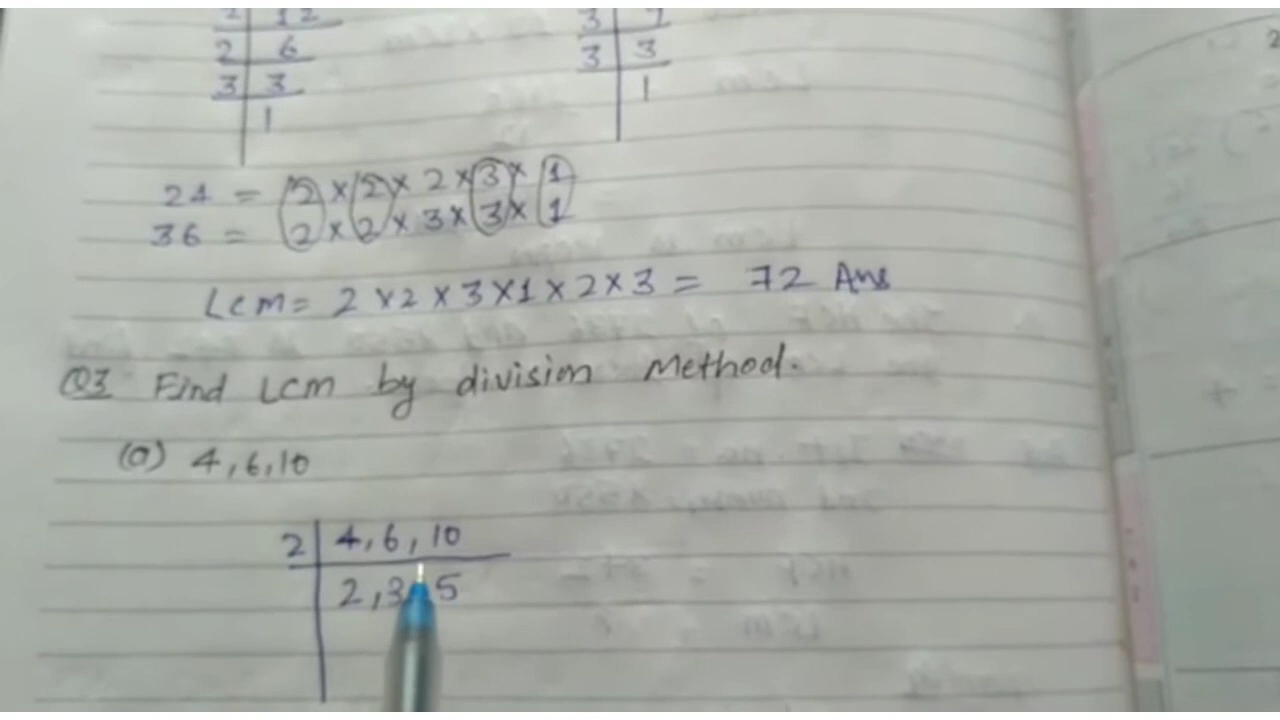 2 | 12 3 | 9
2 | 6 3 | 3
3 | 3 | 1
| 1
24 = 2 × 2 × 2 × 3 × 1
36 = 2 × 2 × 3 × 3 × 1
LCM = 2 × 2 × 3 × 1 × 2 × 3 = 72 Ans
Q3 Find LCM by division Method.
(a) 4, 6, 10
2 | 4, 6, 10
2, 3, 5